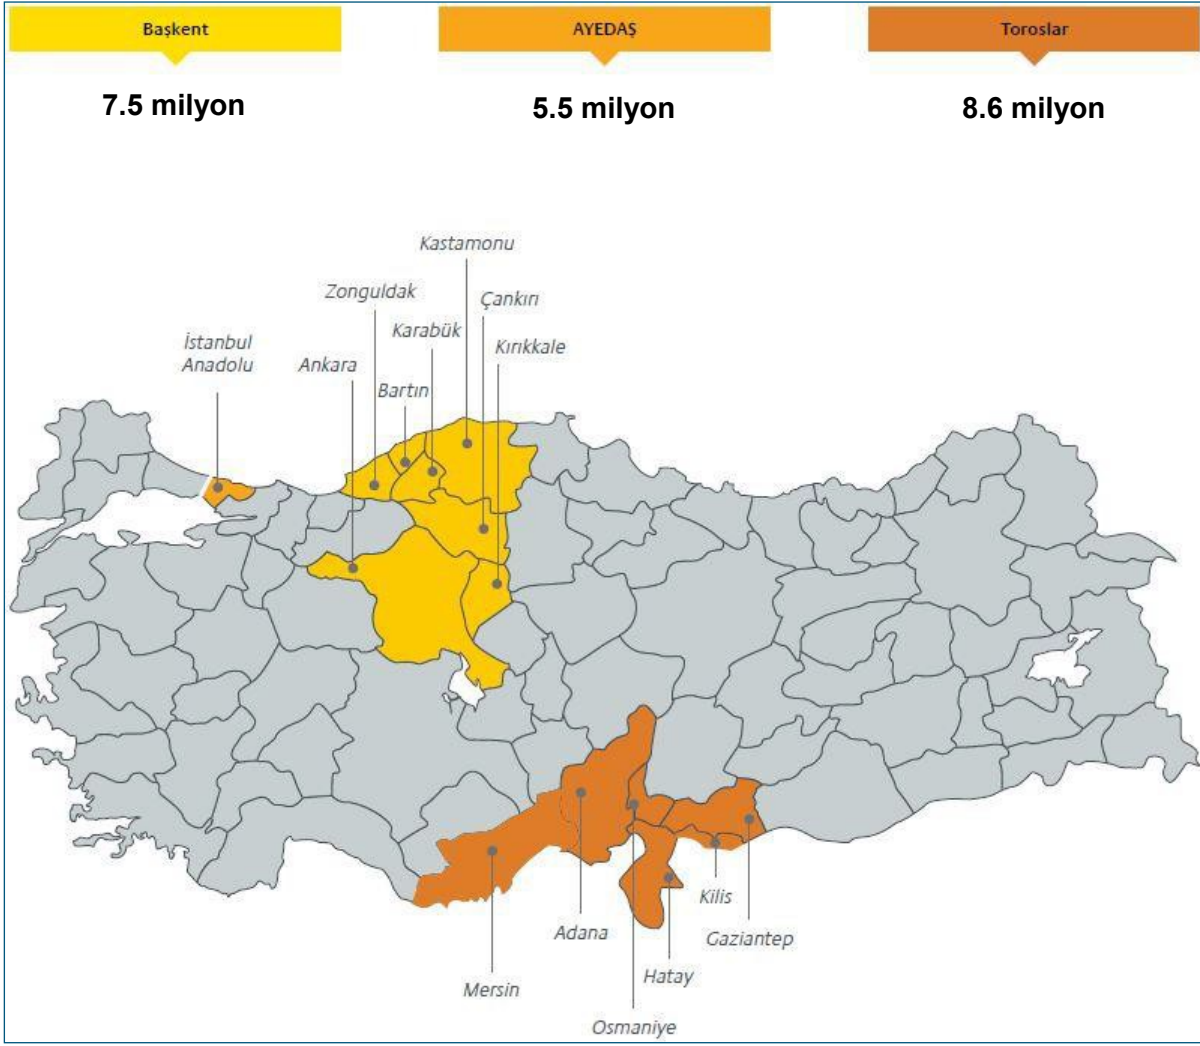 Başkent
AYEDAŞ
Toroslar
7.5 milyon
5.5 milyon
8.6 milyon
Kastamonu
Zonguldak
Çankırı
Karabük
İstanbul
Anadolu
Ankara
Kırıkkale
Bartın
Kilis
Adana
Gaziantep
Hatay
Mersin
Osmaniye